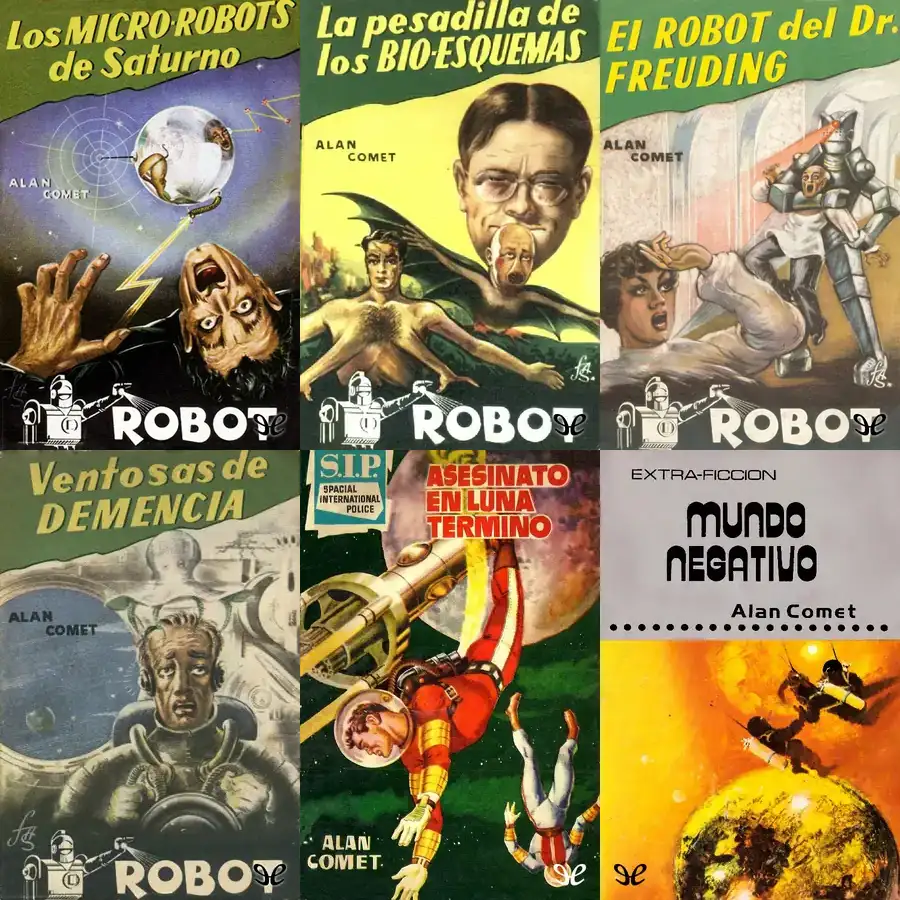 Los MICRO-ROBOTS
de Saturno
ALAN
COMET
ROBOT
La pesadilla de
los BIO-ESQUEMAS
ALAN
COMET
ROBOT
El ROBOT del Dr.
FREUDING
ALAN
COMET
ROBOT
Ventosas de
DEMENCIA
ALAN
COMET
ROBOT
S.I.P.
SPACIAL
INTERNATIONAL
POLICE
ASESINATO
EN LUNA
TERMINO
ALAN
COMET
EXTRA-FICCION
MUNDO
NEGATIVO
Alan Comet